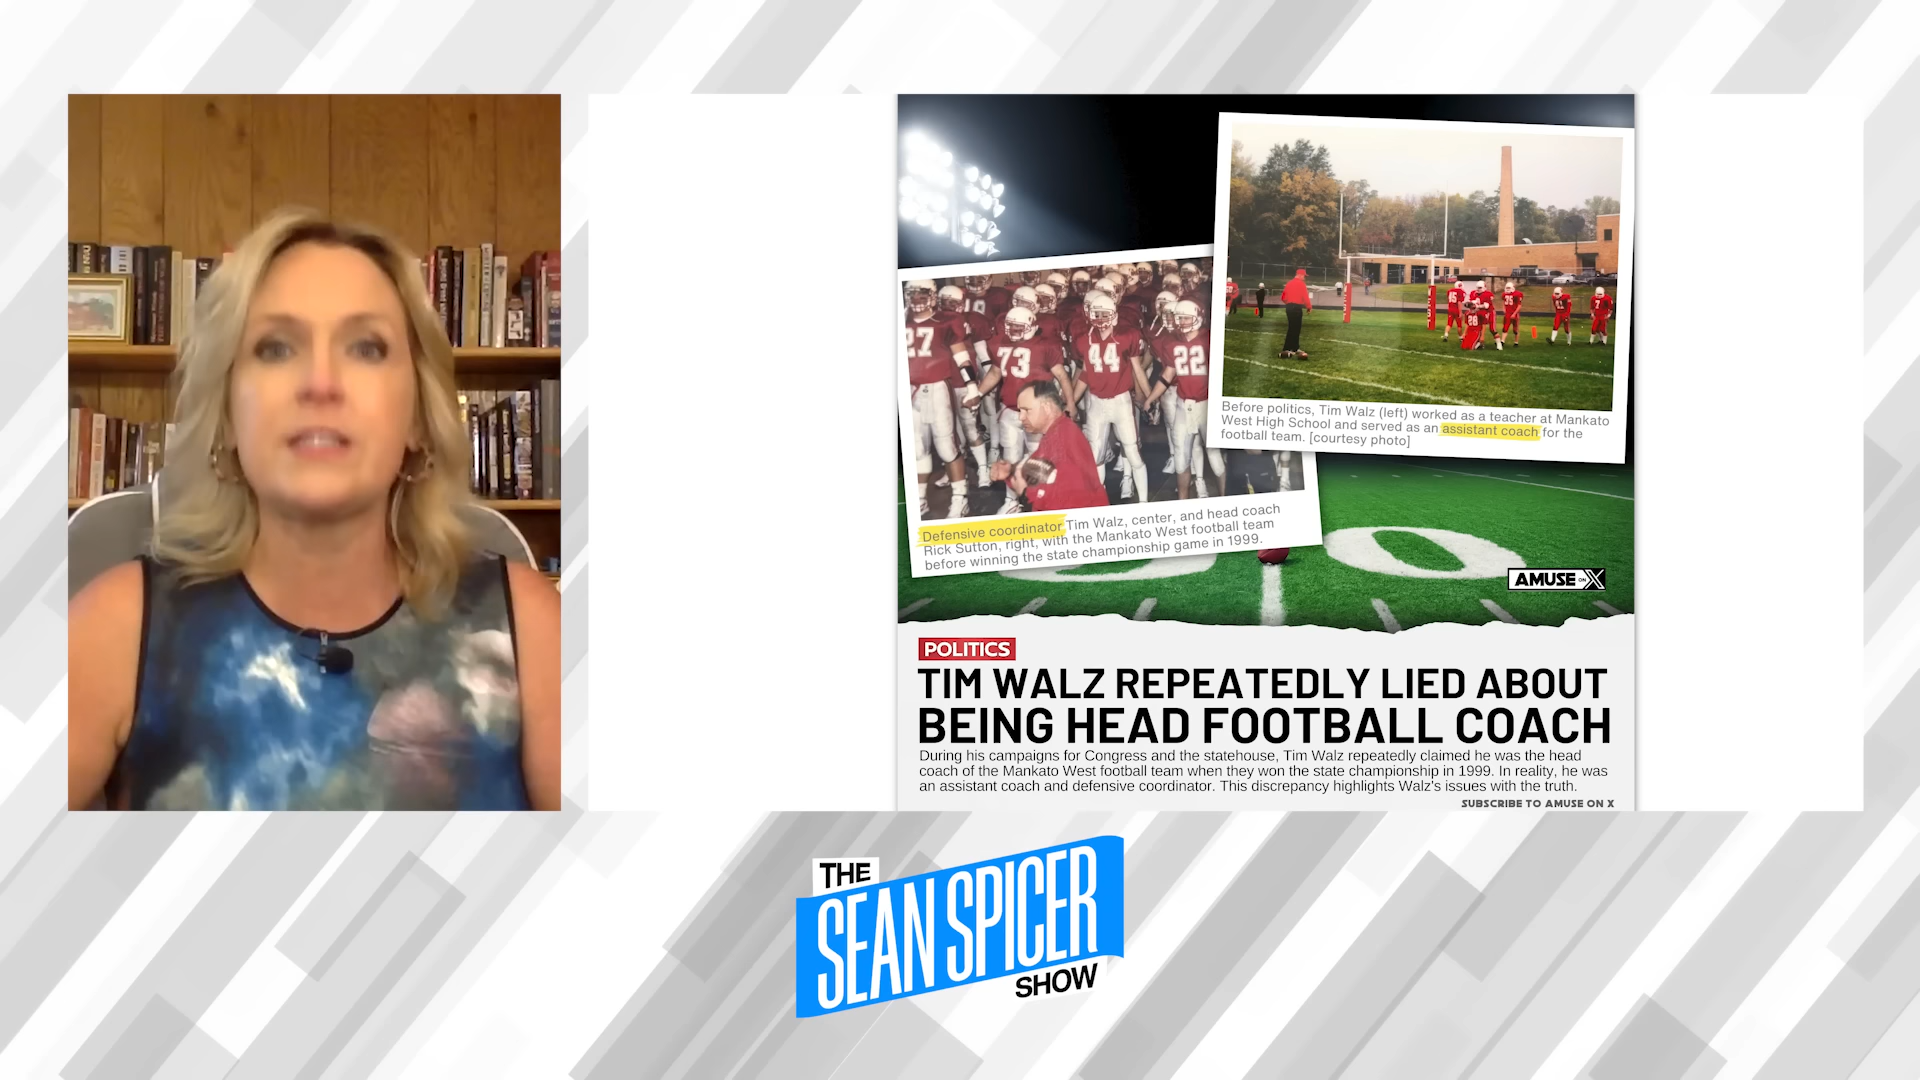 27
73
44
22
Before politics, Tim Walz (left) worked as a teacher at Mankato
West High School and served as an assistant coach for the
football team. [courtesy photo]
Defensive coordinator Tim Walz, center, and head coach
Rick Sutton, right, with the Mankato West football team
before winning the state championship game in 1999.
AMUSE ON X
POLITICS
TIM WALZ REPEATEDLY LIED ABOUT
BEING HEAD FOOTBALL COACH
During his campaigns for Congress and the statehouse, Tim Walz repeatedly claimed he was the head
coach of the Mankato West football team when they won the state championship in 1999. In reality, he was
an assistant coach and defensive coordinator. This discrepancy highlights Walz's issues with the truth.
SUBSCRIBE TO AMUSE ON X
THE
SEAN SPICER
SHOW